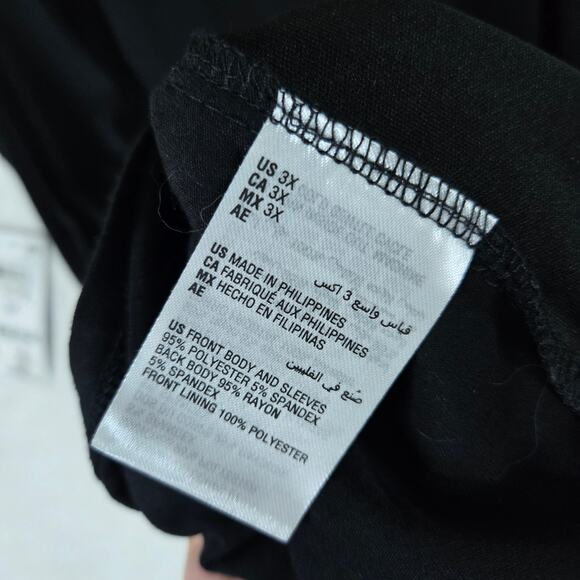 US 3X
CA 3X
MX 3X
AE
قياس واسع 3 اكس
US MADE IN PHILIPPINES
CA FABRIQUÉ AUX PHILIPPINES
MX HECHO EN FILIPINAS
AE
صُنع في الفلبين
US FRONT BODY AND SLEEVES
95% POLYESTER 5% SPANDEX
BACK BODY 95% RAYON
5% SPANDEX
FRONT LINING 100% POLYESTER